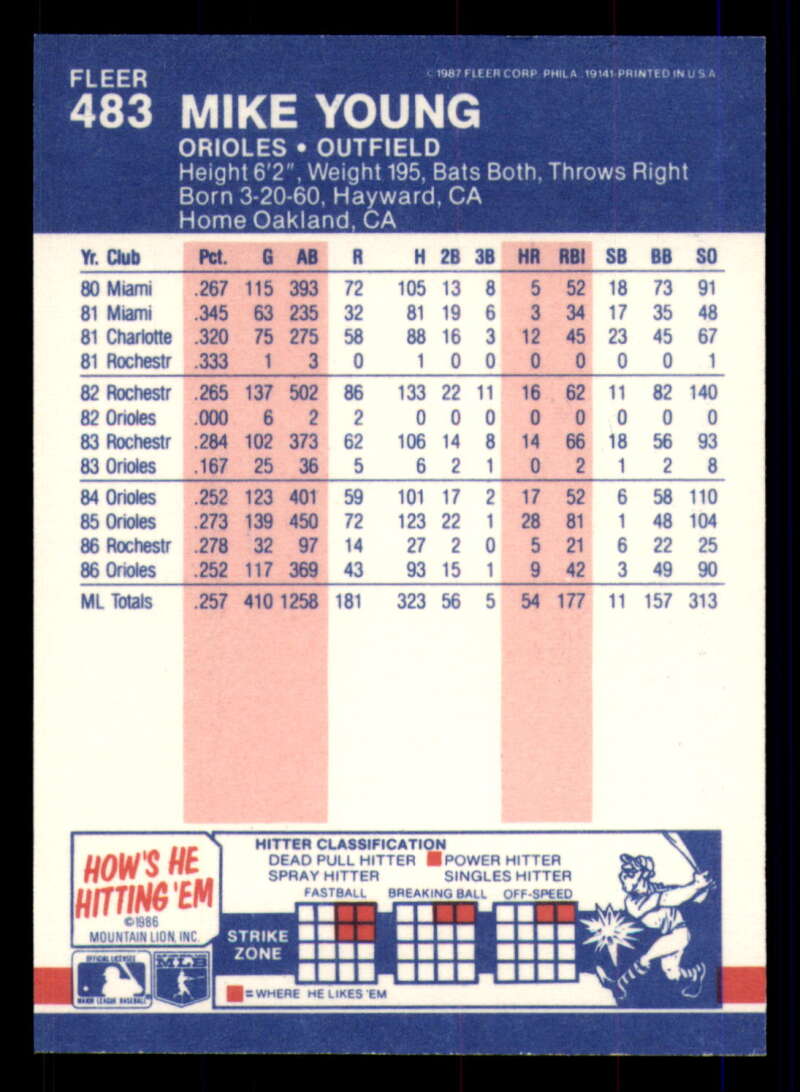 FLEER
©1987 FLEER CORP. PHILA. 19141-PRINTED IN U.S.A.
483 MIKE YOUNG
ORIOLES • OUTFIELD
Height 6'2", Weight 195, Bats Both, Throws Right
Born 3-20-60, Hayward, CA
Home Oakland, CA
Yr. Club Pct. G AB R H 2B 3B HR RBI SB BB SO
80 Miami .267 115 393 72 105 13 8 5 52 18 73 91
81 Miami .345 63 235 32 81 19 6 3 34 17 35 48
81 Charlotte .320 75 275 58 88 16 3 12 45 23 45 67
81 Rochestr .333 1 3 0 1 0 0 0 0 0 0 1
82 Rochestr .265 137 502 86 133 22 11 16 62 11 82 140
82 Orioles .000 6 2 2 0 0 0 0 0 0 0 0
83 Rochestr .284 102 373 62 106 14 8 14 66 18 56 93
83 Orioles .167 25 36 5 6 2 1 0 2 1 2 8
84 Orioles .252 123 401 59 101 17 2 17 52 6 58 110
85 Orioles .273 139 450 72 123 22 1 28 81 1 48 104
86 Rochestr .278 32 97 14 27 2 0 5 21 6 22 25
86 Orioles .252 117 369 43 93 15 1 9 42 3 49 90
ML Totals .257 410 1258 181 323 56 5 54 177 11 157 313
HOW'S HE
HITTING 'EM
©1986
MOUNTAIN LION, INC.
HITTER CLASSIFICATION
DEAD PULL HITTER POWER HITTER
SPRAY HITTER SINGLES HITTER
FASTBALL BREAKING BALL OFF-SPEED
STRIKE
ZONE
=WHERE HE LIKES 'EM
OFFICIAL LICENSEE
MAJOR LEAGUE BASEBALL